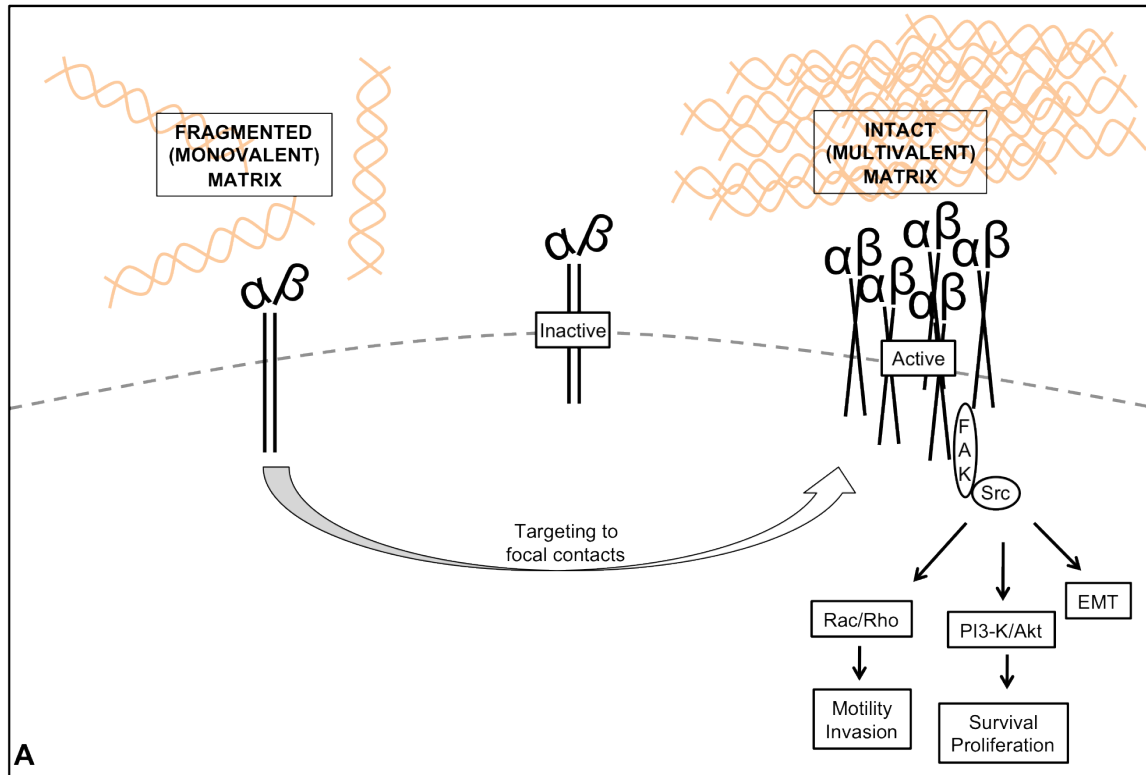 FRAGMENTED
(MONOVALENT)
MATRIX
INTACT
(MULTIVALENT)
MATRIX
αβ
αβ
αβ
αβ
αβ
αβ
αβ
Inactive
Active
F
A
K
Src
Targeting to
focal contacts
Rac/Rho
PI3-K/Akt
EMT
Motility
Invasion
Survival
Proliferation
A